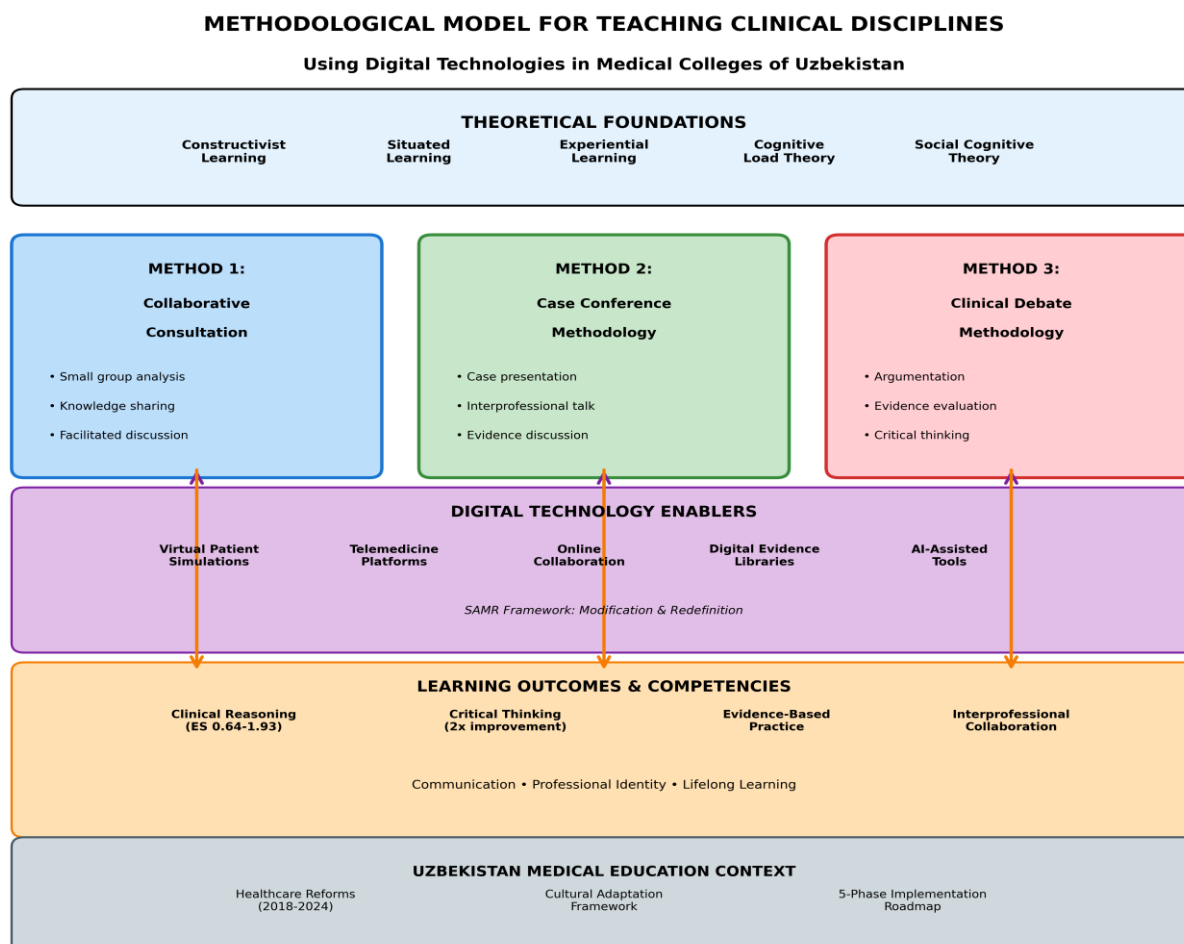 METHODOLOGICAL MODEL FOR TEACHING CLINICAL DISCIPLINES
Using Digital Technologies in Medical Colleges of Uzbekistan
THEORETICAL FOUNDATIONS
Constructivist
Learning
Situated
Learning
Experiential
Learning
Cognitive
Load Theory
Social Cognitive
Theory
METHOD 1:
Collaborative
Consultation
• Small group analysis
• Knowledge sharing
• Facilitated discussion
METHOD 2:
Case Conference
Methodology
• Case presentation
• Interprofessional talk
• Evidence discussion
METHOD 3:
Clinical Debate
Methodology
• Argumentation
• Evidence evaluation
• Critical thinking
DIGITAL TECHNOLOGY ENABLERS
Virtual Patient
Simulations
Telemedicine
Platforms
Online
Collaboration
Digital Evidence
Libraries
AI-Assisted
Tools
SAMR Framework: Modification & Redefinition
LEARNING OUTCOMES & COMPETENCIES
Clinical Reasoning
(ES 0.64-1.93)
Critical Thinking
(2x improvement)
Evidence-Based
Practice
Interprofessional
Collaboration
Communication • Professional Identity • Lifelong Learning
UZBEKISTAN MEDICAL EDUCATION CONTEXT
Healthcare Reforms
(2018-2024)
Cultural Adaptation
Framework
5-Phase Implementation
Roadmap